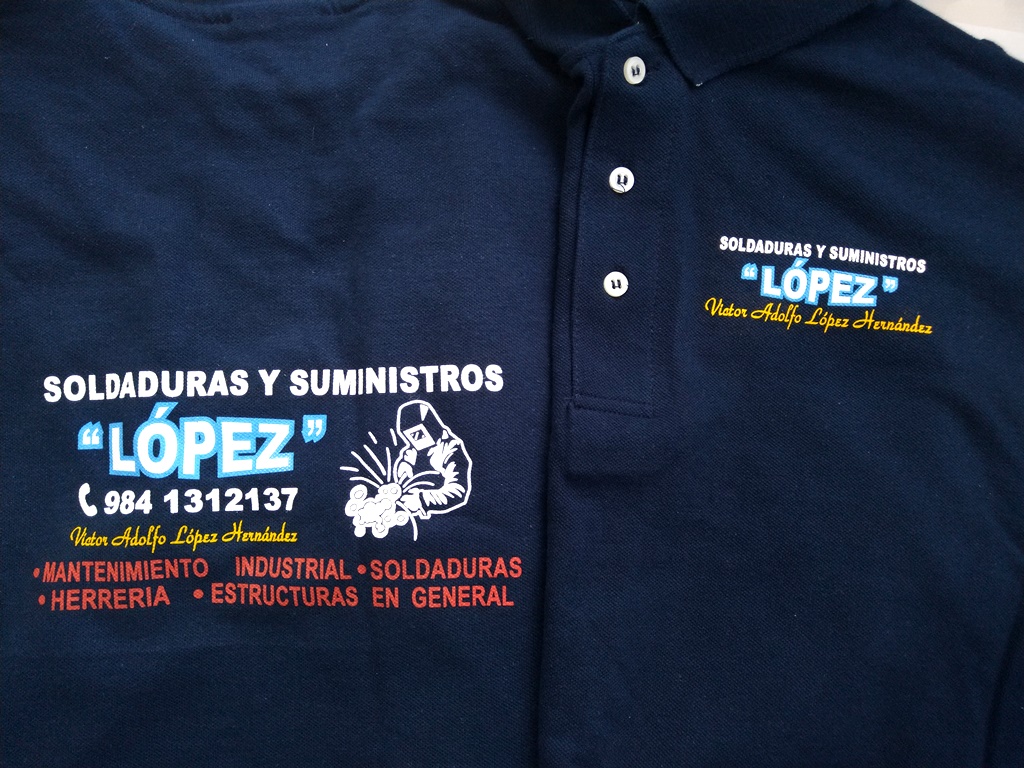 SOLDADURAS Y SUMINISTROS
“LÓPEZ”
984 1312137
Victor Adolfo López Hernández
•MANTENIMIENTO INDUSTRIAL •SOLDADURAS
•HERRERIA •ESTRUCTURAS EN GENERAL
SOLDADURAS Y SUMINISTROS
“LÓPEZ”
Victor Adolfo López Hernández